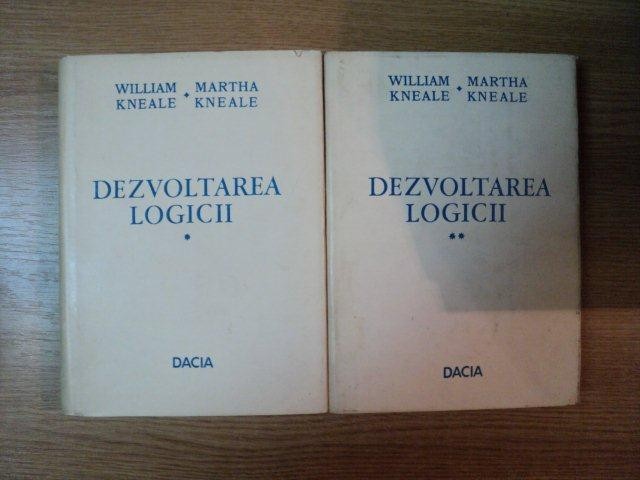 WILLIAM ✦ MARTHA
KNEALE KNEALE
DEZVOLTAREA
LOGICII
*
DACIA
WILLIAM ✦ MARTHA
KNEALE KNEALE
DEZVOLTAREA
LOGICII
**
DACIA